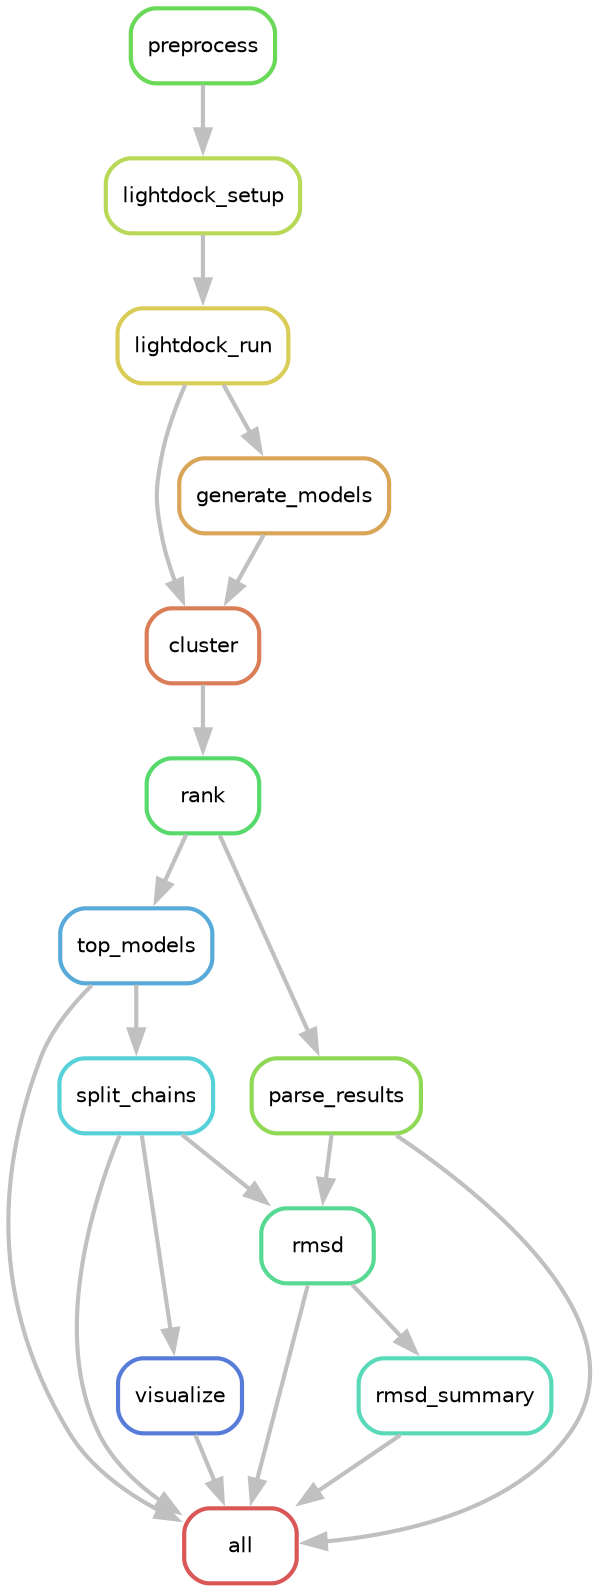 preprocess
lightdock_setup
lightdock_run
generate_models
cluster
rank
top_models
split_chains
parse_results
rmsd
visualize
rmsd_summary
all